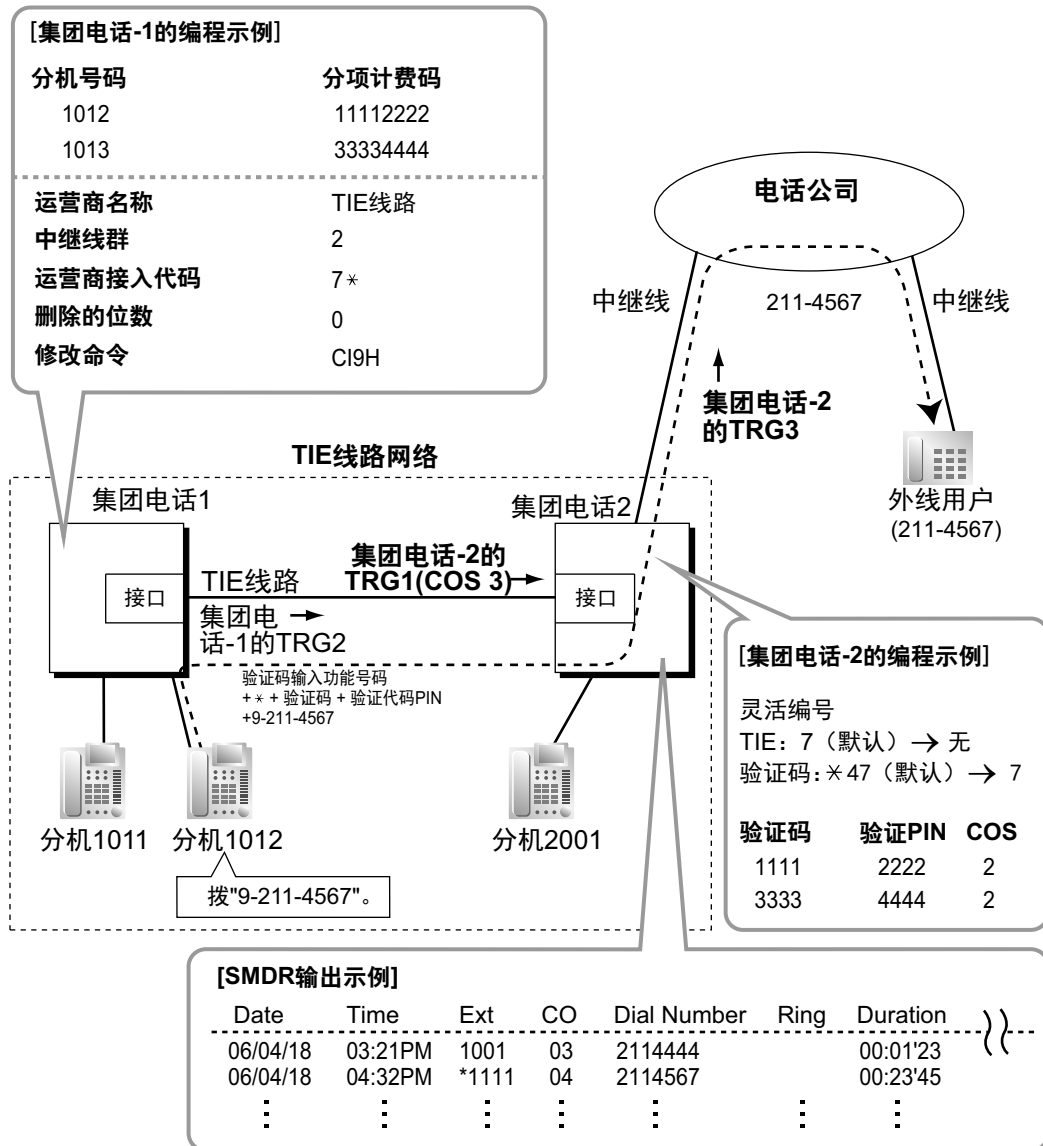 [集团电话-1的编程示例]
分机号码 分项计费码
1012 11112222
1013 33334444
运营商名称 TIE线路
中继线群 2
运营商接入代码 7*
删除的位数 0
修改命令 CI9H
电话公司
中继线 211-4567 中继线
集团电话-2
的TRG3
外线用户
(211-4567)
TIE线路网络
集团电话1
集团电话2
集团电话-2的
TRG1(COS 3)
TIE线路
接口
接口
集团电
话-1的TRG2
验证码输入功能号码
+ * + 验证码 + 验证代码PIN
+9-211-4567
分机1011 分机1012 分机2001
拨"9-211-4567"。
[集团电话-2的编程示例]
灵活编号
TIE：7（默认）→ 无
验证码：*47（默认）→ 7
验证码 验证PIN COS
1111 2222 2
3333 4444 2
[SMDR输出示例]
Date Time Ext CO Dial Number Ring Duration
06/04/18 03:21PM 1001 03 2114444 00:01'23
06/04/18 04:32PM *1111 04 2114567 00:23'45